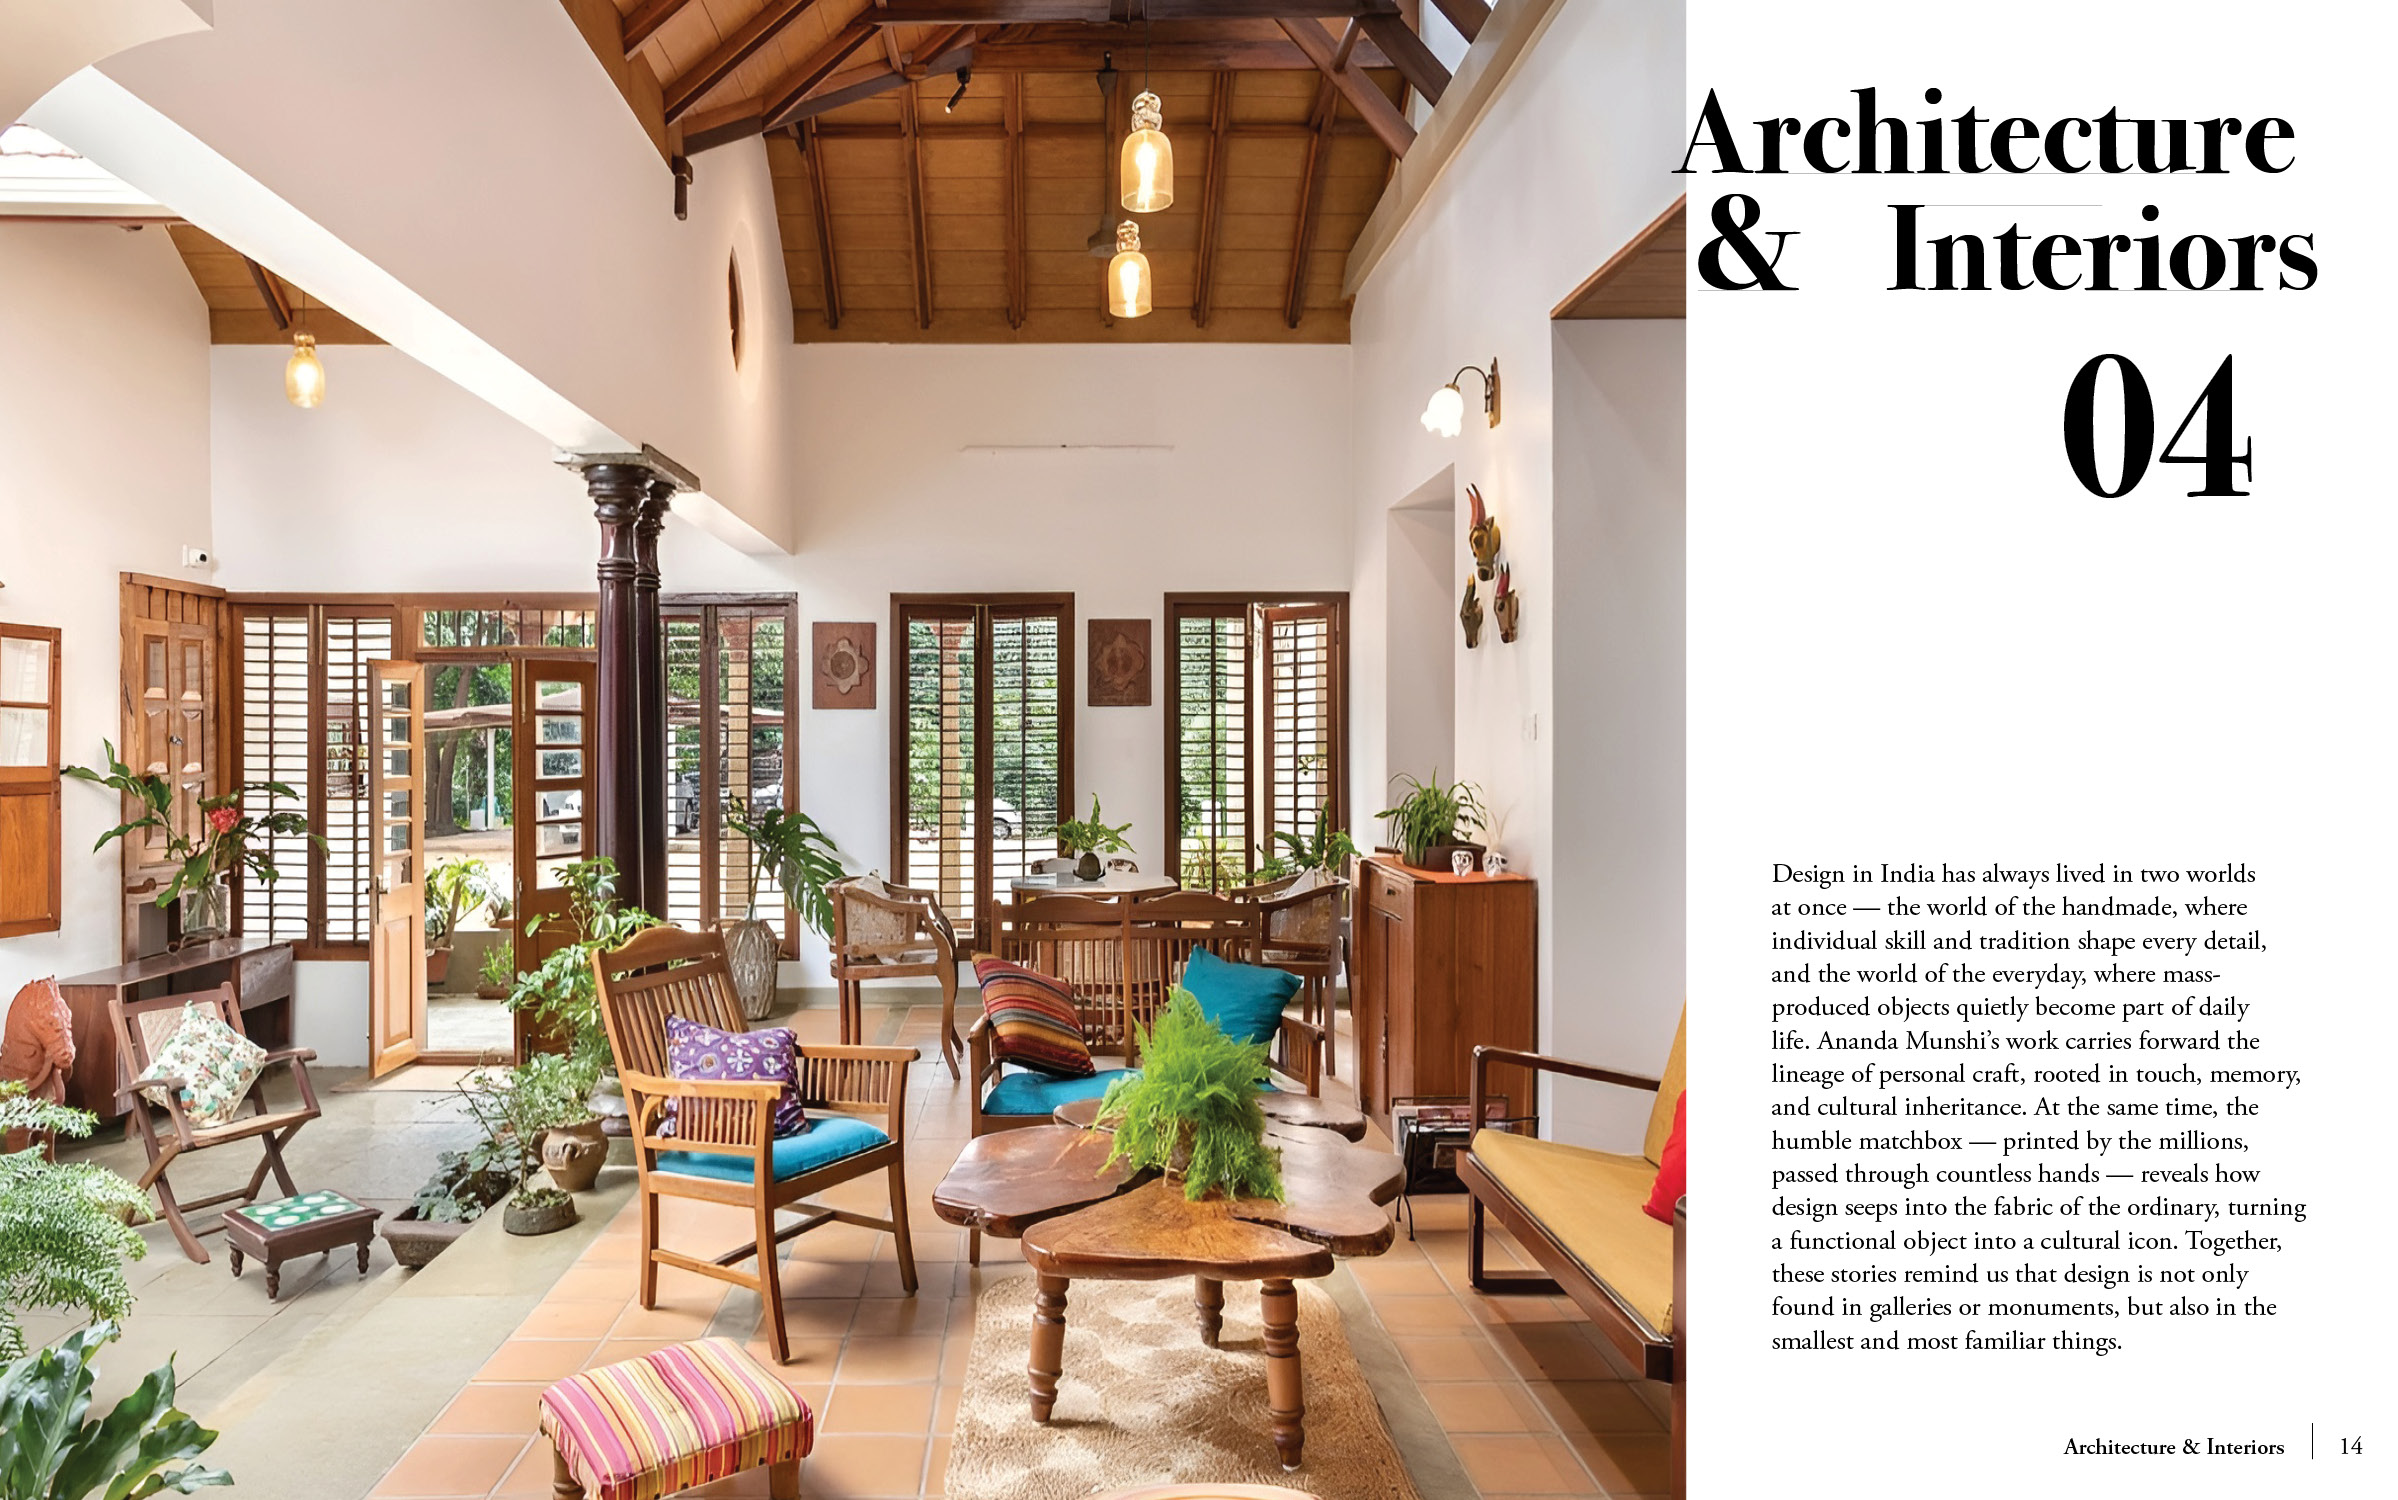 Architecture
& Interiors
04
Design in India has always lived in two worlds
at once — the world of the handmade, where
individual skill and tradition shape every detail,
and the world of the everyday, where mass-
produced objects quietly become part of daily
life. Ananda Munshi’s work carries forward the
lineage of personal craft, rooted in touch, memory,
and cultural inheritance. At the same time, the
humble matchbox — printed by the millions,
passed through countless hands — reveals how
design seeps into the fabric of the ordinary, turning
a functional object into a cultural icon. Together,
these stories remind us that design is not only
found in galleries or monuments, but also in the
smallest and most familiar things.
Architecture & Interiors | 14